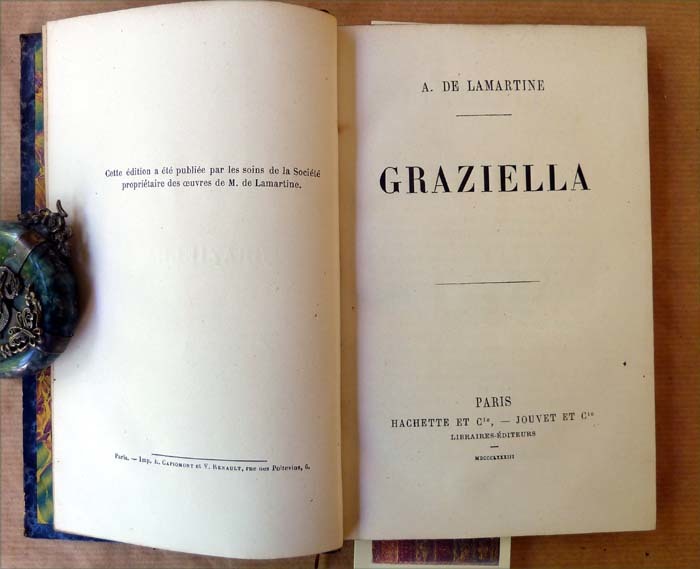 Cette édition a été publiée par les soins de la Société
propriétaire des œuvres de M. de Lamartine.
Paris. — Imp. E. CAPIOMONT et V. RENAULT, rue des Poitevins, 6.
A. DE LAMARTINE
GRAZIELLA
PARIS
HACHETTE ET Cie, — JOUVET ET Cie
LIBRAIRES-ÉDITEURS
MDCCCLXXXIII